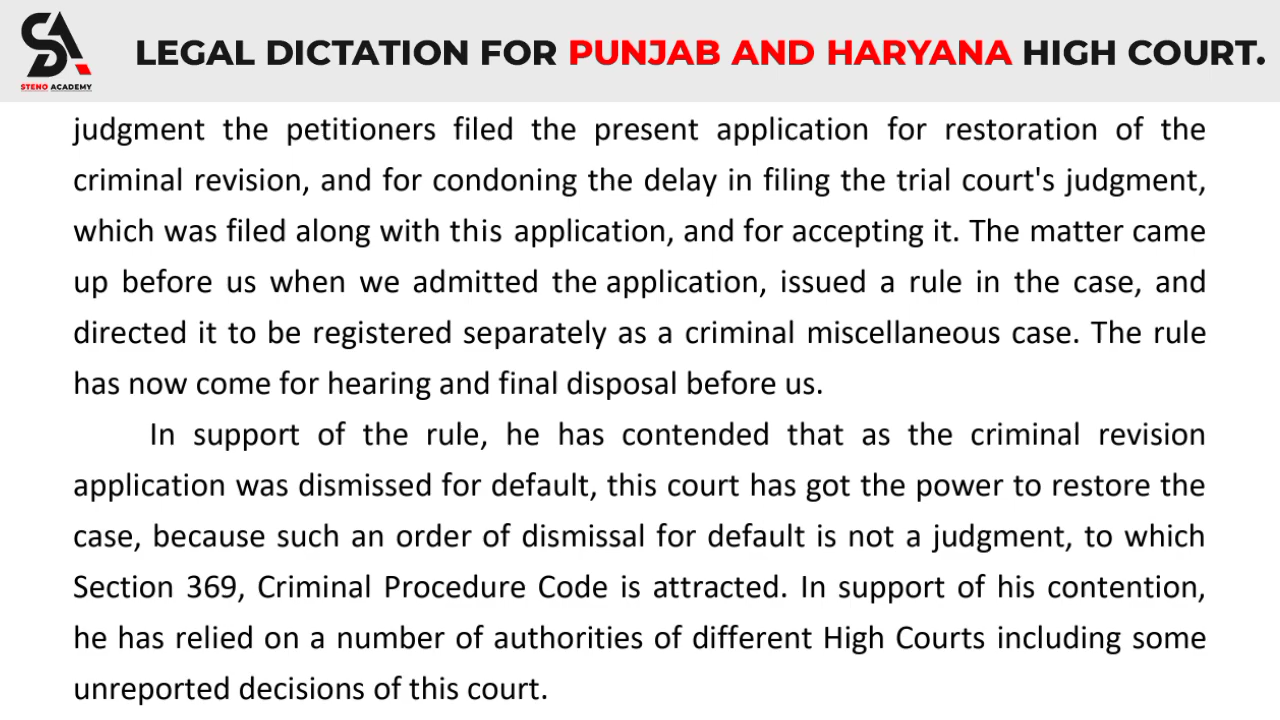 SA
STENO ACADEMY
LEGAL DICTATION FOR PUNJAB AND HARYANA HIGH COURT.
judgment the petitioners filed the present application for restoration of the
criminal revision, and for condoning the delay in filing the trial court's judgment,
which was filed along with this application, and for accepting it. The matter came
up before us when we admitted the application, issued a rule in the case, and
directed it to be registered separately as a criminal miscellaneous case. The rule
has now come for hearing and final disposal before us.
In support of the rule, he has contended that as the criminal revision
application was dismissed for default, this court has got the power to restore the
case, because such an order of dismissal for default is not a judgment, to which
Section 369, Criminal Procedure Code is attracted. In support of his contention,
he has relied on a number of authorities of different High Courts including some
unreported decisions of this court.